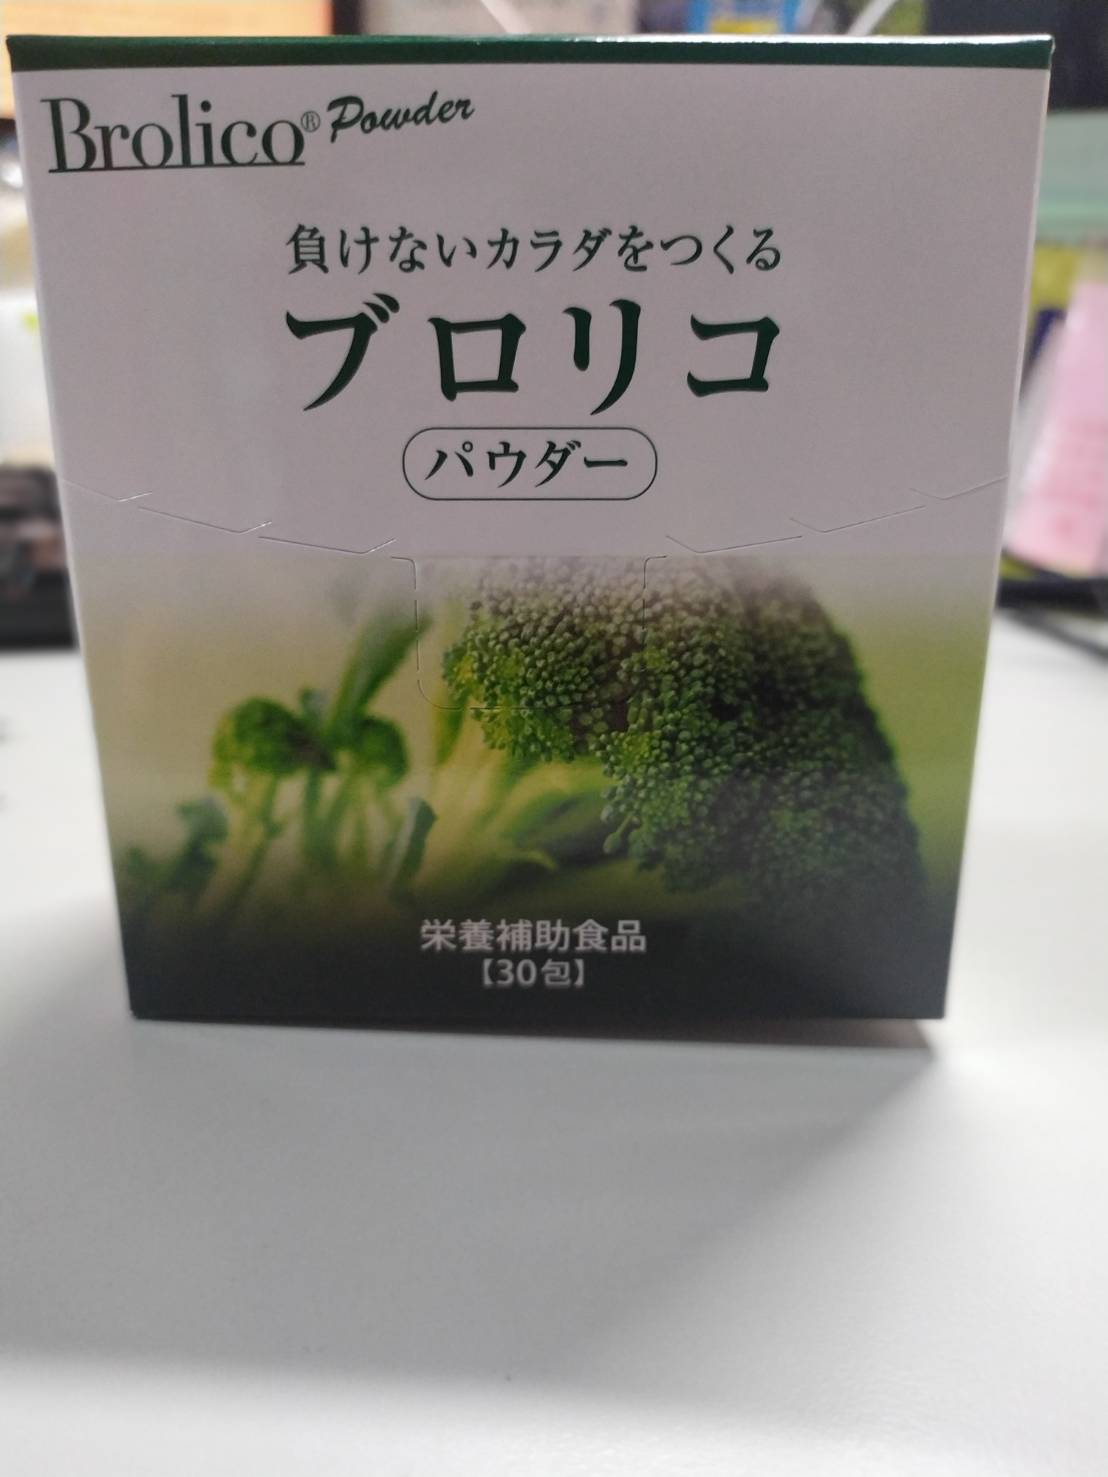 Brolico® Powder
負けないカラダをつくる
ブロリコ
パウダー
栄養補助食品
【30包】